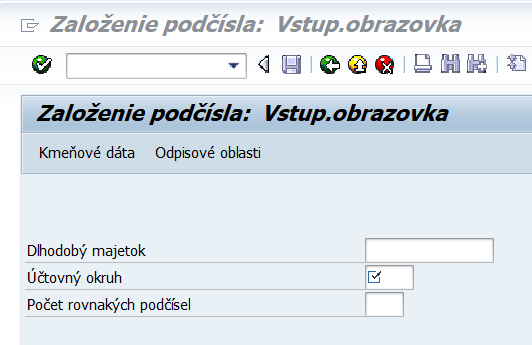 Založenie podčísla: Vstup.obrazovka
Založenie podčísla: Vstup.obrazovka
Kmeňové dáta Odpisové oblasti
Dlhodobý majetok
Účtovný okruh
Počet rovnakých podčísel